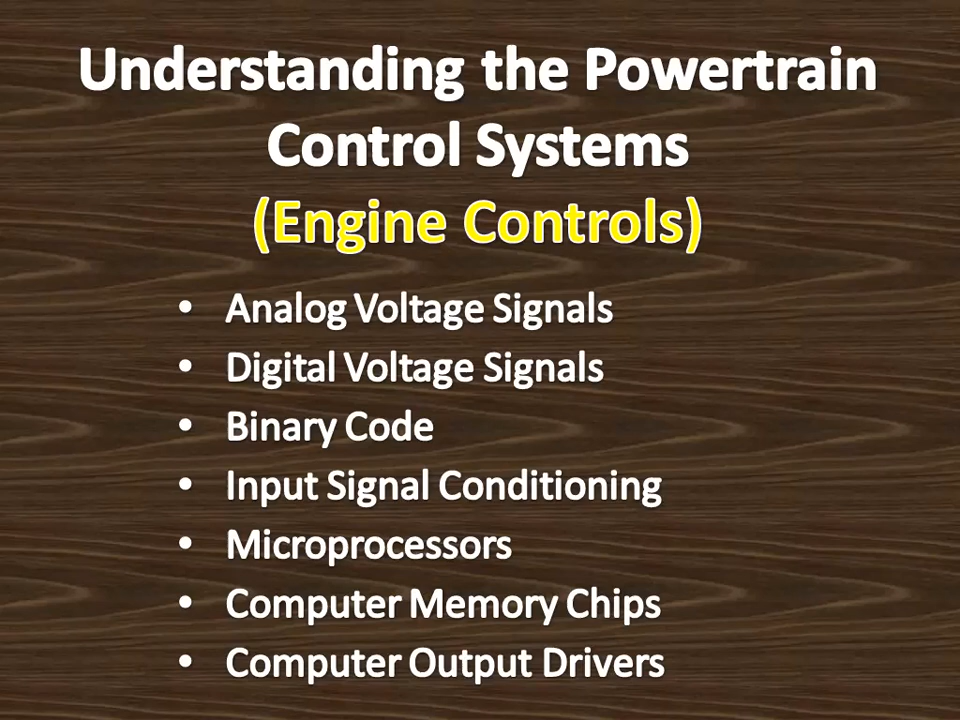 Understanding the Powertrain
Control Systems
(Engine Controls)
• Analog Voltage Signals
• Digital Voltage Signals
• Binary Code
• Input Signal Conditioning
• Microprocessors
• Computer Memory Chips
• Computer Output Drivers